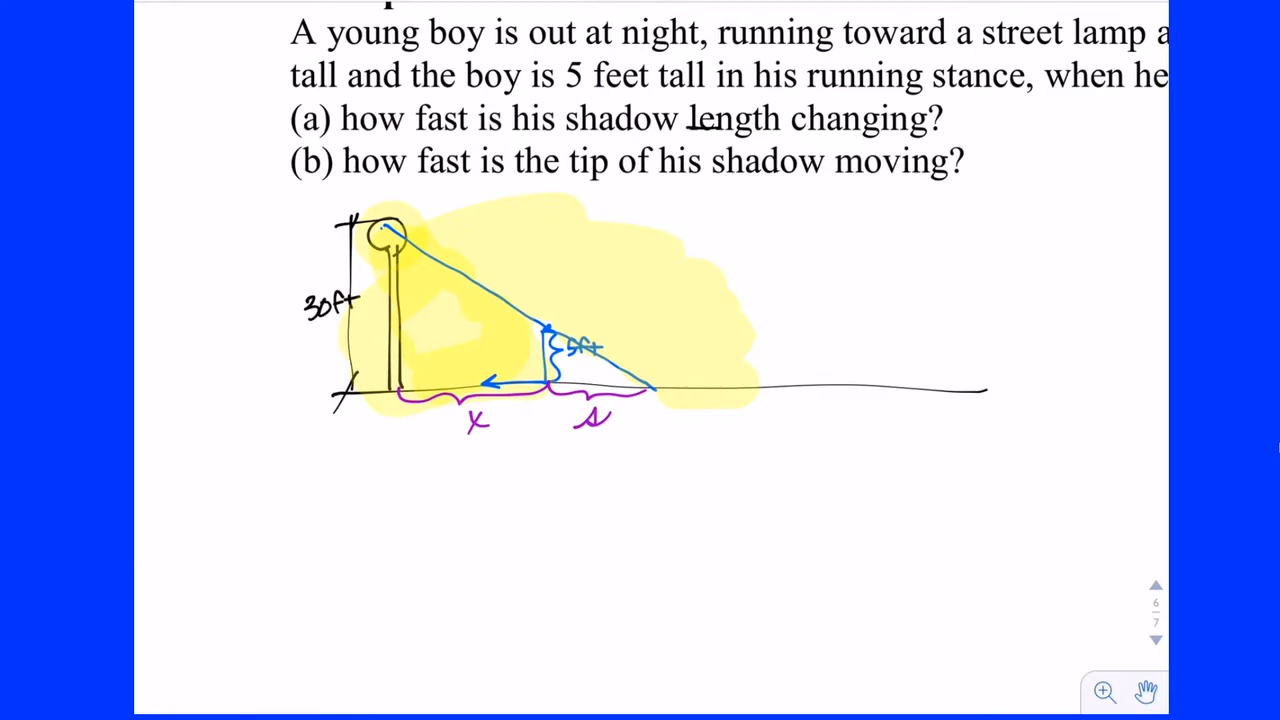 A young boy is out at night, running toward a street lamp a
tall and the boy is 5 feet tall in his running stance, when he
(a) how fast is his shadow length changing?
(b) how fast is the tip of his shadow moving?
30ft
5ft
x
s
6
7